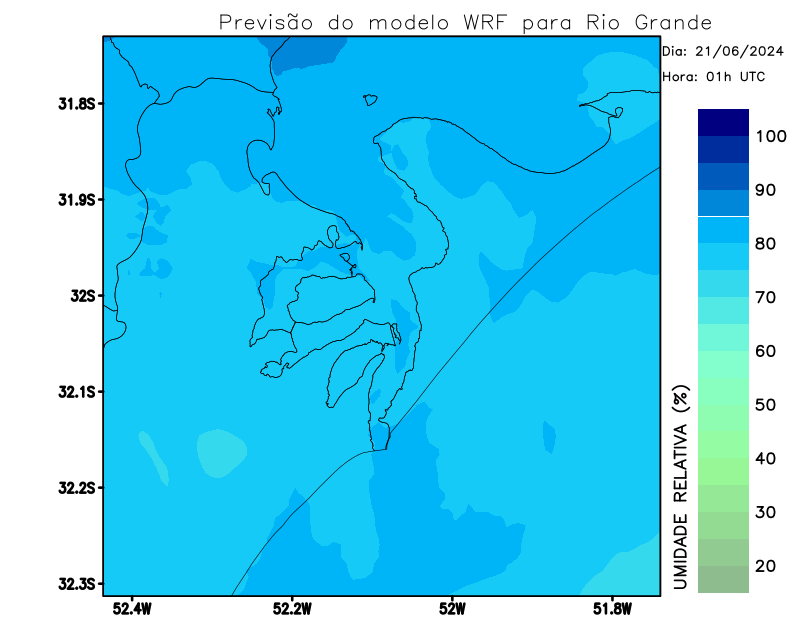 Previsão do modelo WRF para Rio Grande
Dia: 21/06/2024
Hora: 01h UTC
31.8S
31.9S
32S
32.1S
32.2S
32.3S
52.4W
52.2W
52W
51.8W
100
90
80
70
60
50
40
30
20
UMIDADE RELATIVA (%)